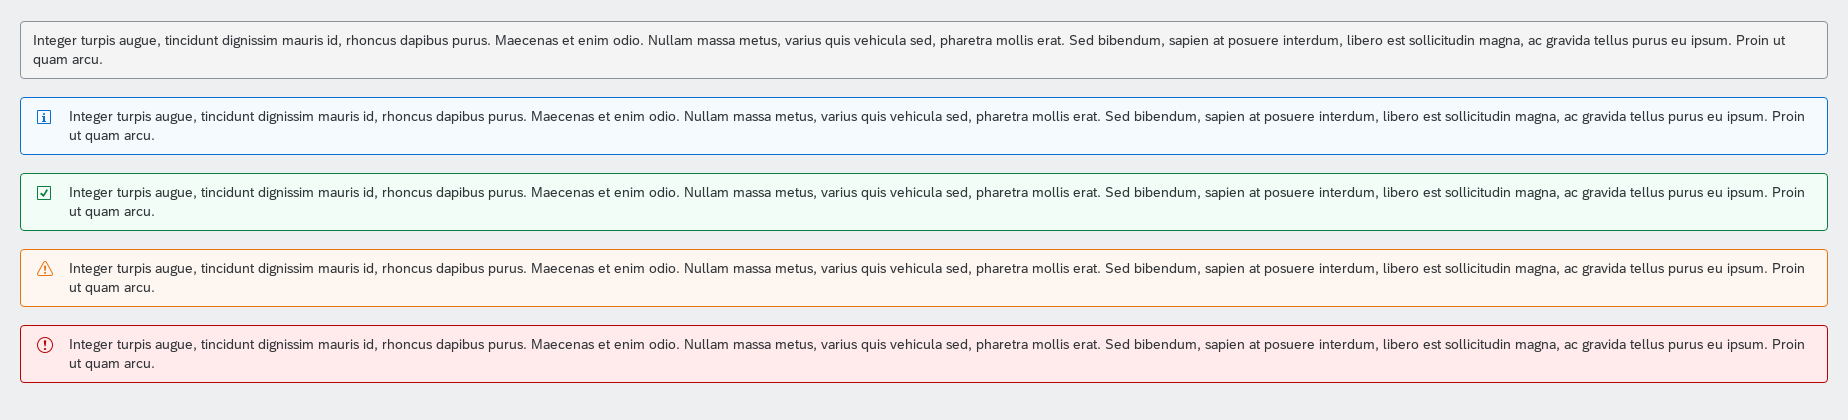 Integer turpis augue, tincidunt dignissim mauris id, rhoncus dapibus purus. Maecenas et enim odio. Nullam massa metus, varius quis vehicula sed, pharetra mollis erat. Sed bibendum, sapien at posuere interdum, libero est sollicitudin magna, ac gravida tellus purus eu ipsum. Proin ut
quam arcu.
Integer turpis augue, tincidunt dignissim mauris id, rhoncus dapibus purus. Maecenas et enim odio. Nullam massa metus, varius quis vehicula sed, pharetra mollis erat. Sed bibendum, sapien at posuere interdum, libero est sollicitudin magna, ac gravida tellus purus eu ipsum. Proin
ut quam arcu.
Integer turpis augue, tincidunt dignissim mauris id, rhoncus dapibus purus. Maecenas et enim odio. Nullam massa metus, varius quis vehicula sed, pharetra mollis erat. Sed bibendum, sapien at posuere interdum, libero est sollicitudin magna, ac gravida tellus purus eu ipsum. Proin
ut quam arcu.
Integer turpis augue, tincidunt dignissim mauris id, rhoncus dapibus purus. Maecenas et enim odio. Nullam massa metus, varius quis vehicula sed, pharetra mollis erat. Sed bibendum, sapien at posuere interdum, libero est sollicitudin magna, ac gravida tellus purus eu ipsum. Proin
ut quam arcu.
Integer turpis augue, tincidunt dignissim mauris id, rhoncus dapibus purus. Maecenas et enim odio. Nullam massa metus, varius quis vehicula sed, pharetra mollis erat. Sed bibendum, sapien at posuere interdum, libero est sollicitudin magna, ac gravida tellus purus eu ipsum. Proin
ut quam arcu.